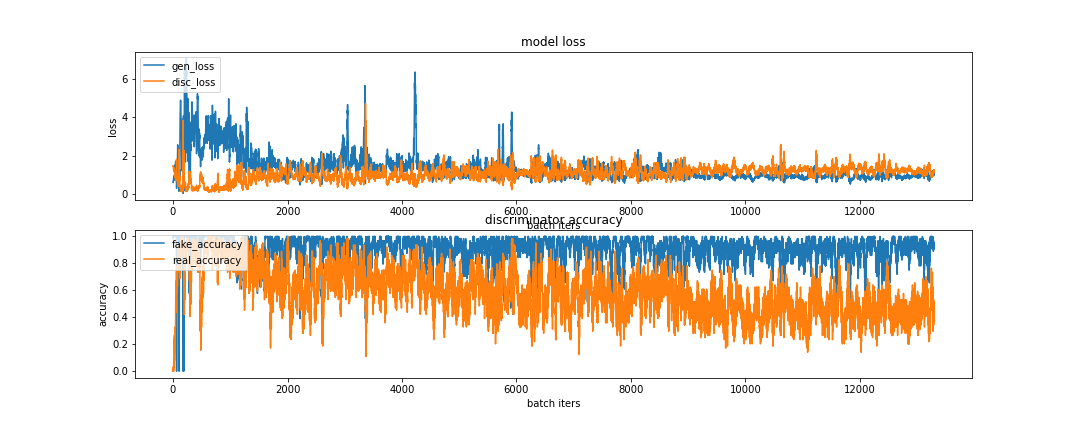 model loss
gen_loss
disc_loss
loss
6
4
2
0
0 2000 4000 6000 8000 10000 12000
batch iters
discriminator accuracy
fake_accuracy
real_accuracy
accuracy
1.0
0.8
0.6
0.4
0.2
0.0
0 2000 4000 6000 8000 10000 12000
batch iters